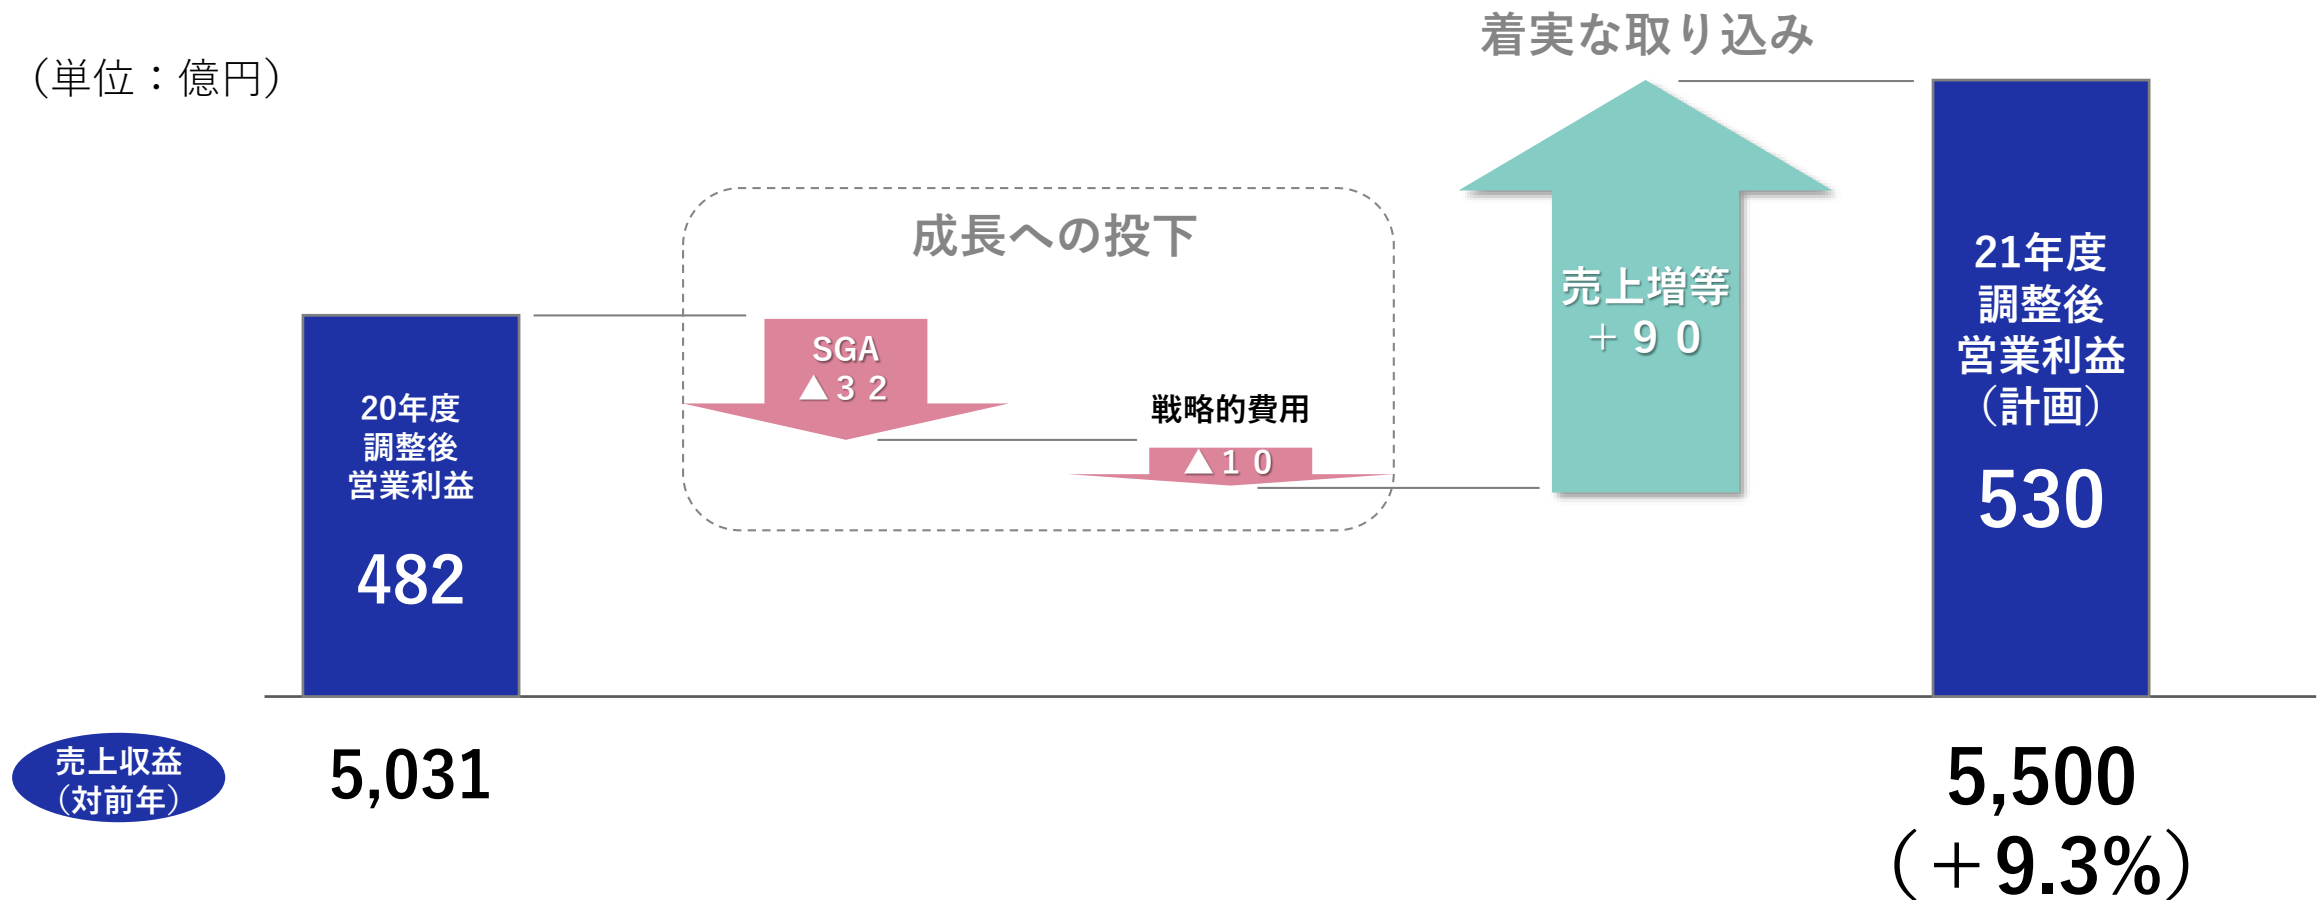 （単位：億円）
着実な取り込み
成長への投下
20年度
調整後
営業利益
482
SGA
▲３２
戦略的費用
▲１０
売上増等
＋９０
21年度
調整後
営業利益
（計画）
530
売上収益
（対前年）
5,031
5,500
（＋9.3%）